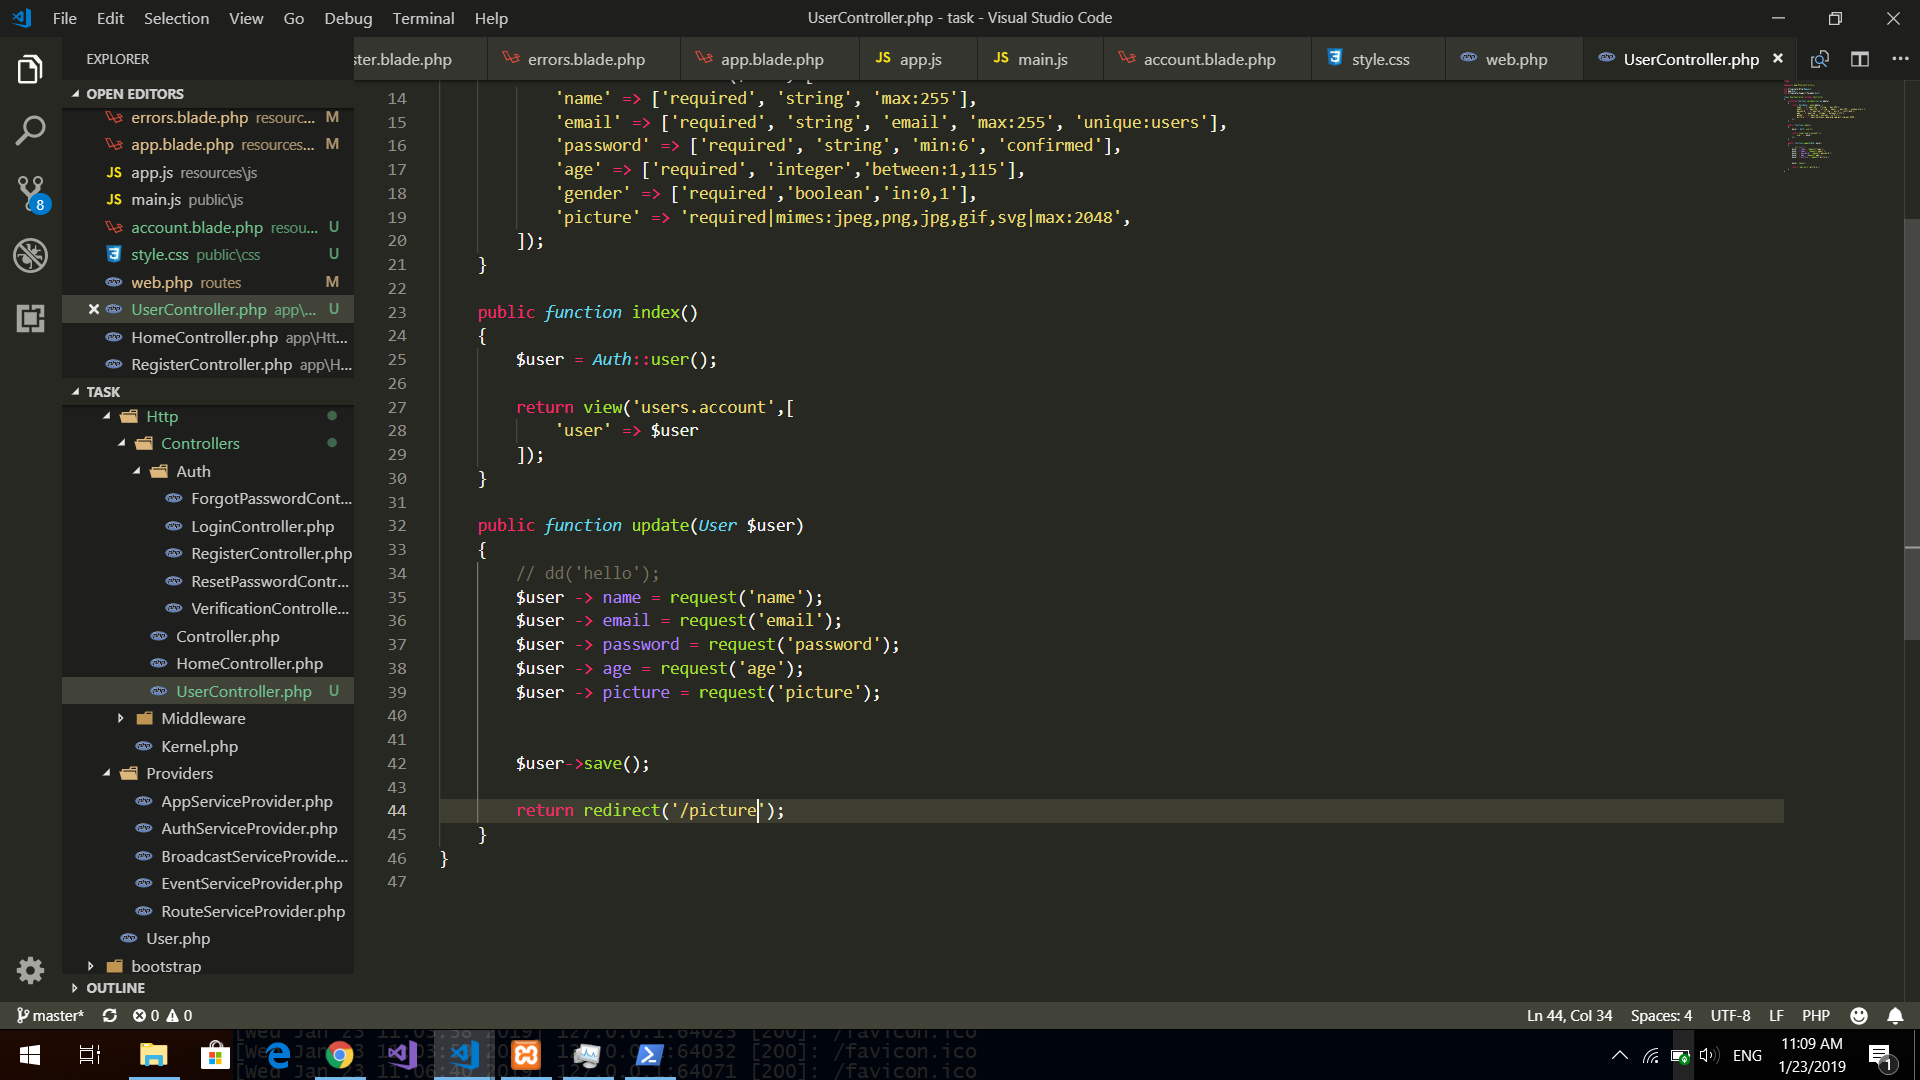 File Edit Selection View Go Debug Terminal Help
UserController.php - task - Visual Studio Code
EXPLORER
ster.blade.php errors.blade.php app.blade.php JS app.js JS main.js account.blade.php style.css web.php UserController.php
OPEN EDITORS
errors.blade.php resourc... M
app.blade.php resources... M
JS app.js resources\js
JS main.js public\js
account.blade.php resou... U
style.css public\css U
web.php routes M
UserController.php app\... U
HomeController.php app\Htt...
RegisterController.php app\H...
TASK
Http
Controllers
Auth
ForgotPasswordCont...
LoginController.php
RegisterController.php
ResetPasswordContr...
VerificationControlle...
Controller.php
HomeController.php
UserController.php U
Middleware
Kernel.php
Providers
AppServiceProvider.php
AuthServiceProvider.php
BroadcastServiceProvide...
EventServiceProvider.php
RouteServiceProvider.php
User.php
bootstrap
OUTLINE
14 'name' => ['required', 'string', 'max:255'],
15 'email' => ['required', 'string', 'email', 'max:255', 'unique:users'],
16 'password' => ['required', 'string', 'min:6', 'confirmed'],
17 'age' => ['required', 'integer','between:1,115'],
18 'gender' => ['required','boolean','in:0,1'],
19 'picture' => 'required|mimes:jpeg,png,jpg,gif,svg|max:2048',
20 ]);
21 }
22
23 public function index()
24 {
25 $user = Auth::user();
26
27 return view('users.account',[
28 'user' => $user
29 ]);
30 }
31
32 public function update(User $user)
33 {
34 // dd('hello');
35 $user -> name = request('name');
36 $user -> email = request('email');
37 $user -> password = request('password');
38 $user -> age = request('age');
39 $user -> picture = request('picture');
40
41
42 $user->save();
43
44 return redirect('/picture');
45 }
46 }
47
8
master* 0 0
Ln 44, Col 34 Spaces: 4 UTF-8 LF PHP
[Wed Jan 23 11:03:38 2019] 127.0.0.1:64023 [200]: /favicon.ico
[Wed Jan 127.0.0.1:64032 [200]: /favicon.ico
[Wed Jan 23 11:06:40 2019] 127.0.0.1:64071 [200]: /favicon.ico
ENG
11:09 AM
1/23/2019
1